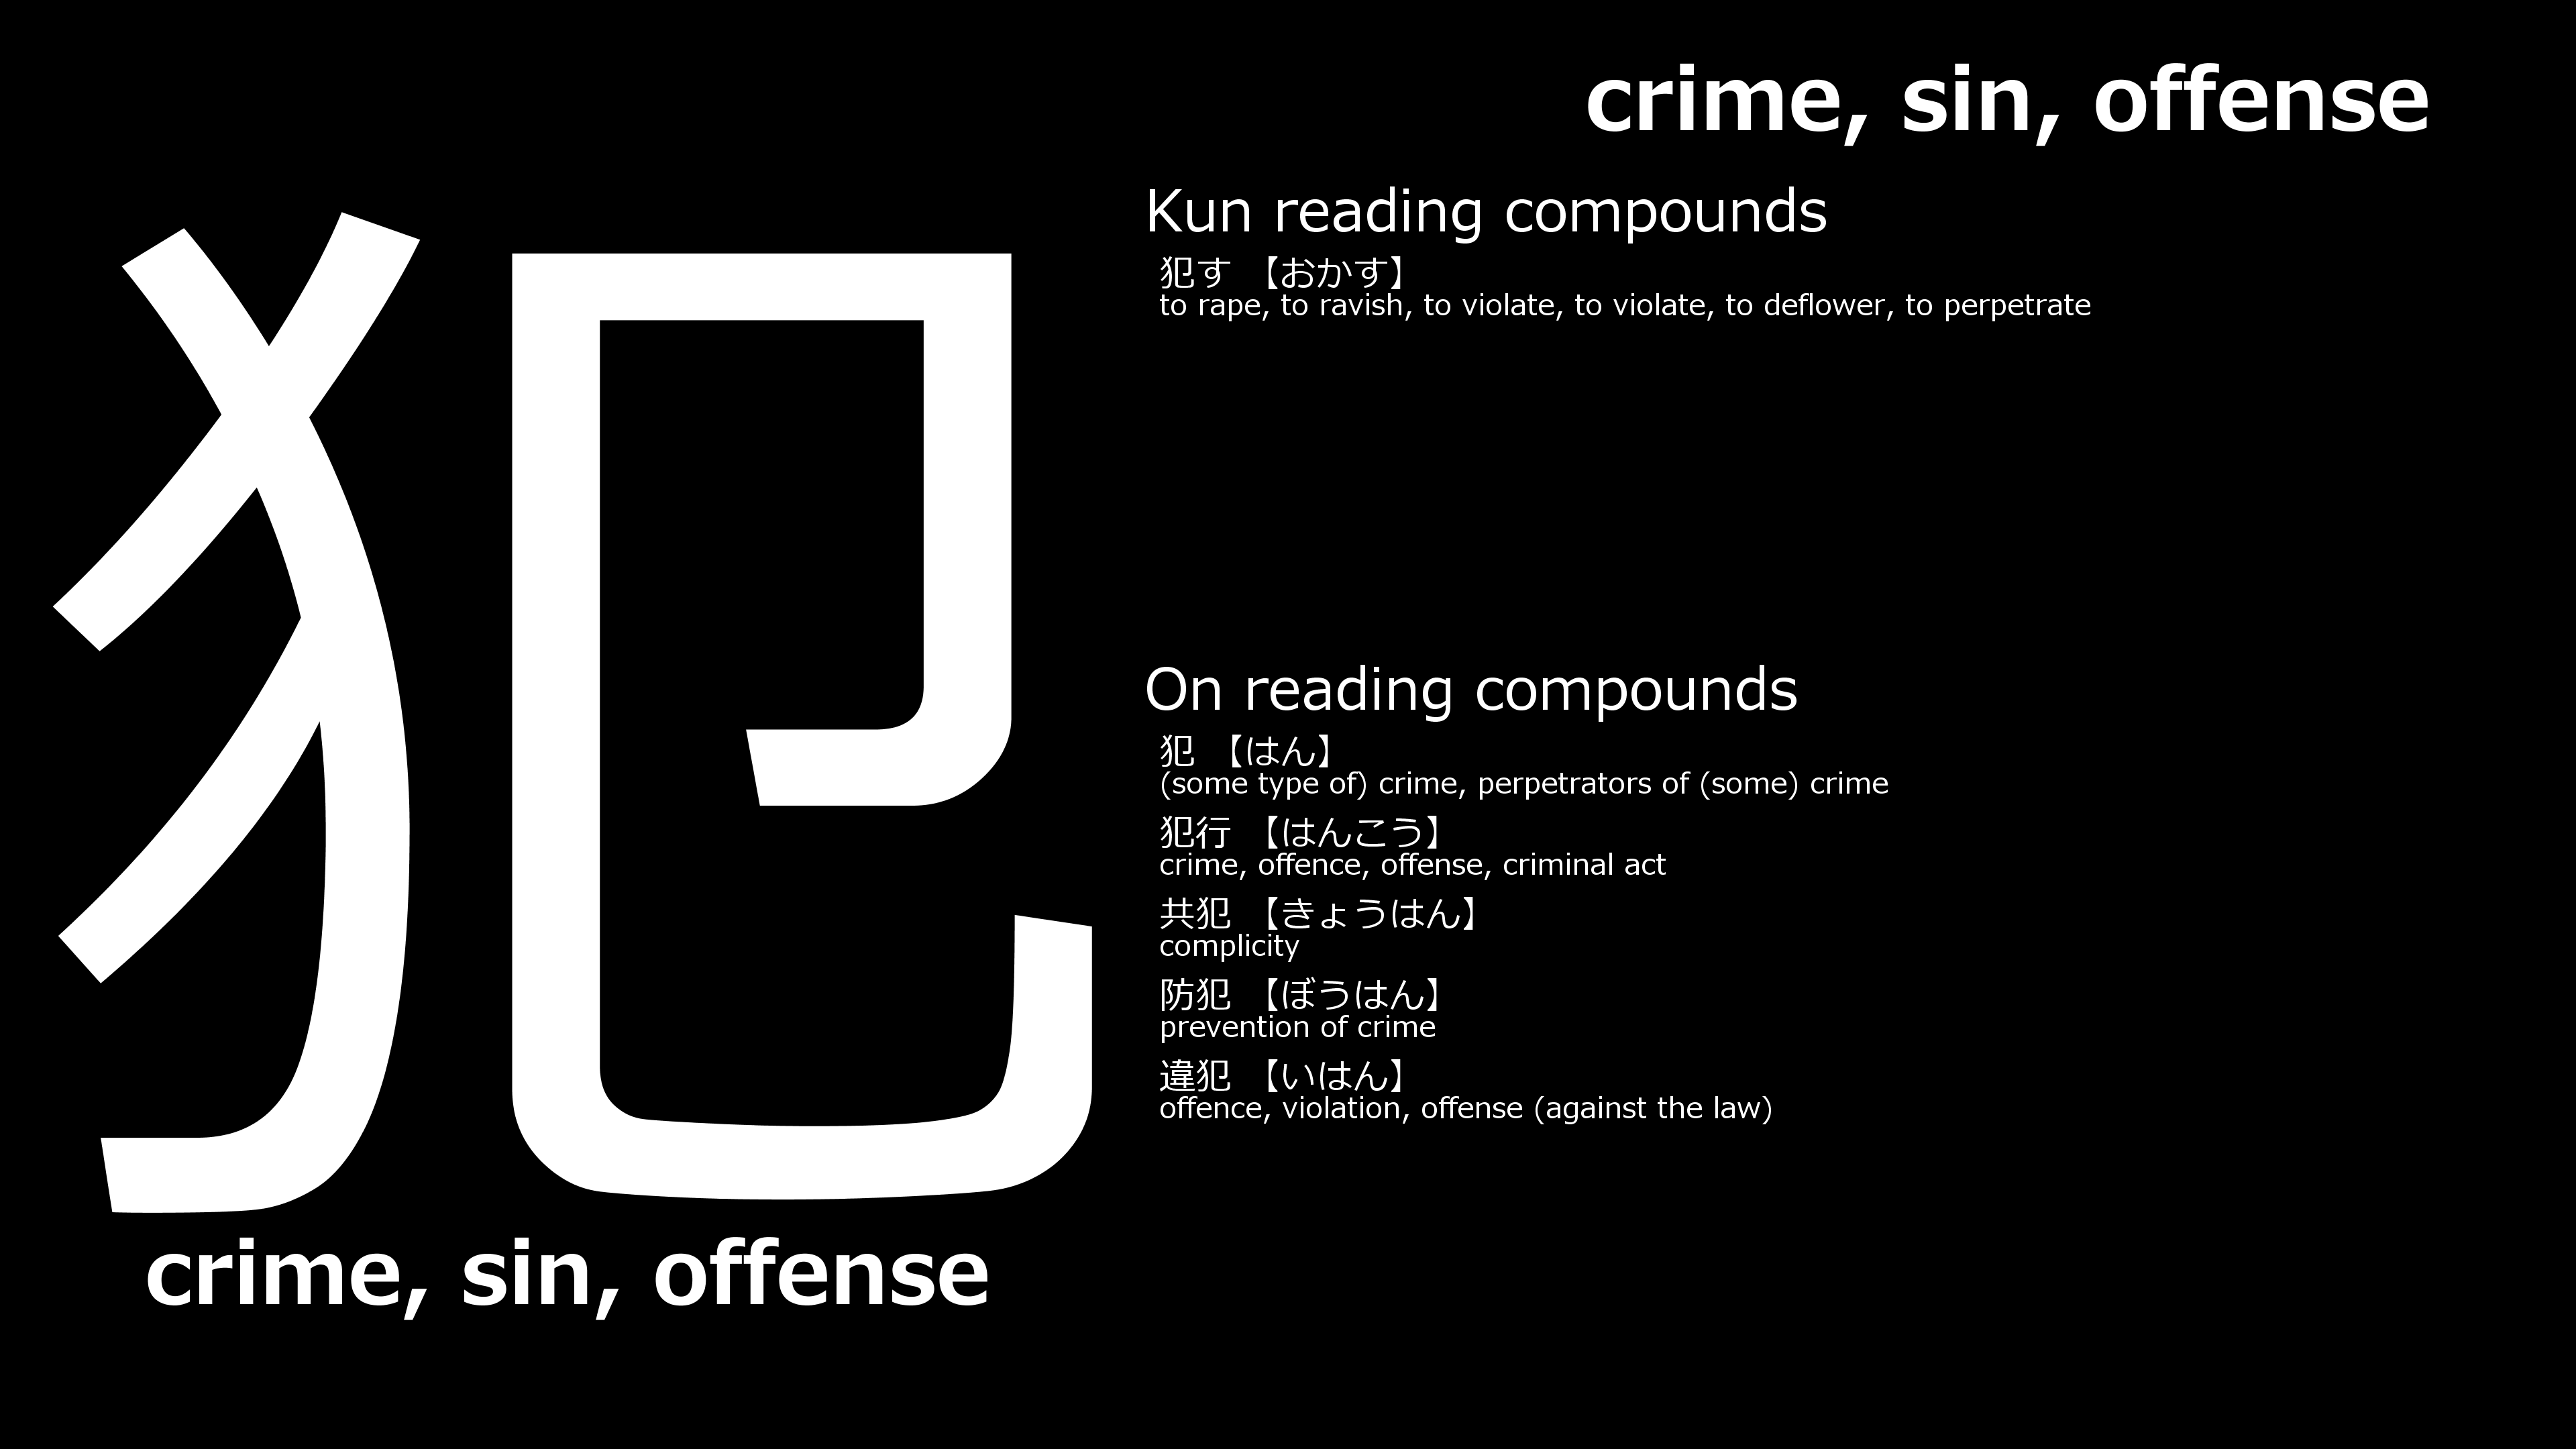 犯
crime, sin, offense
crime, sin, offense
Kun reading compounds
犯す 【おかす】
to rape, to ravish, to violate, to violate, to deflower, to perpetrate
On reading compounds
犯 【はん】
(some type of) crime, perpetrators of (some) crime
犯行 【はんこう】
crime, offence, offense, criminal act
共犯 【きょうはん】
complicity
防犯 【ぼうはん】
prevention of crime
違犯 【いはん】
offence, violation, offense (against the law)